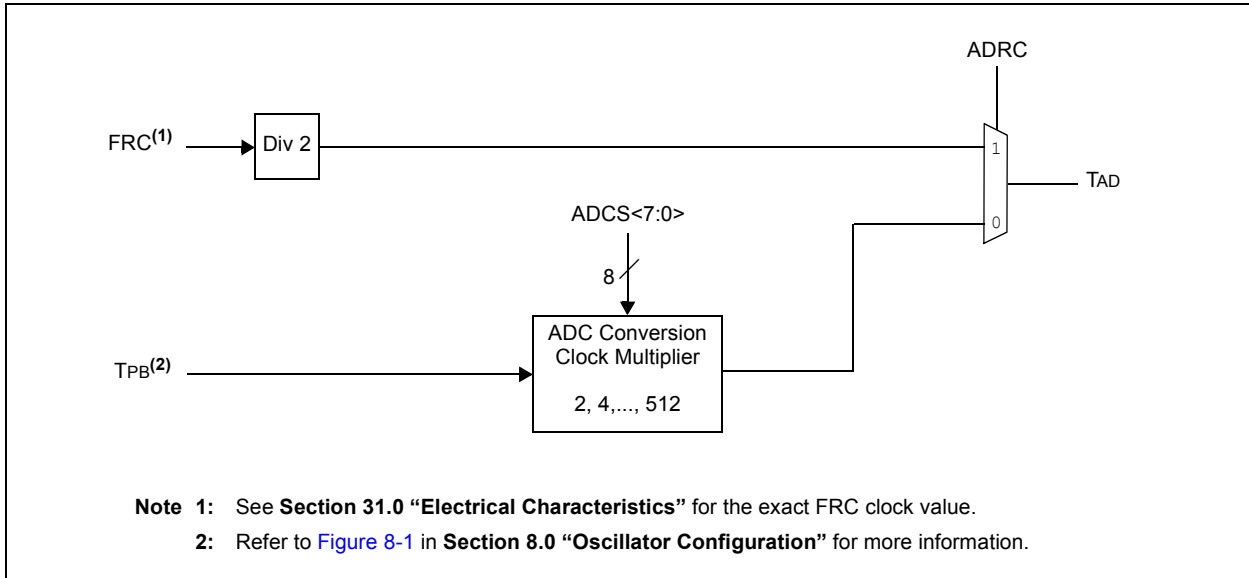 ADRC
FRC(1)
Div 2
1
TAD
ADCS<7:0>
0
8
ADC Conversion
Clock Multiplier
2, 4,..., 512
TPB(2)
Note 1: See Section 31.0 “Electrical Characteristics” for the exact FRC clock value.
2: Refer to Figure 8-1 in Section 8.0 “Oscillator Configuration” for more information.